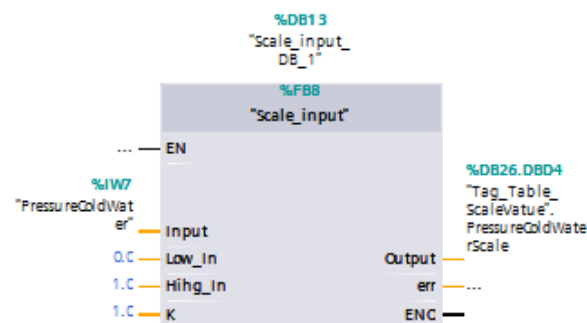 %DB13
"Scale_input_
DB_1"
%FB8
"Scale_input"
... EN
%IW7
"PressureColdWat
er"
Input
%DB26.DBD4
"Tag_Table_
ScaleVatue".
PressureColdWate
rScale
0.0 Low_In Output
1.0 Hihg_In err ...
1.0 K ENO